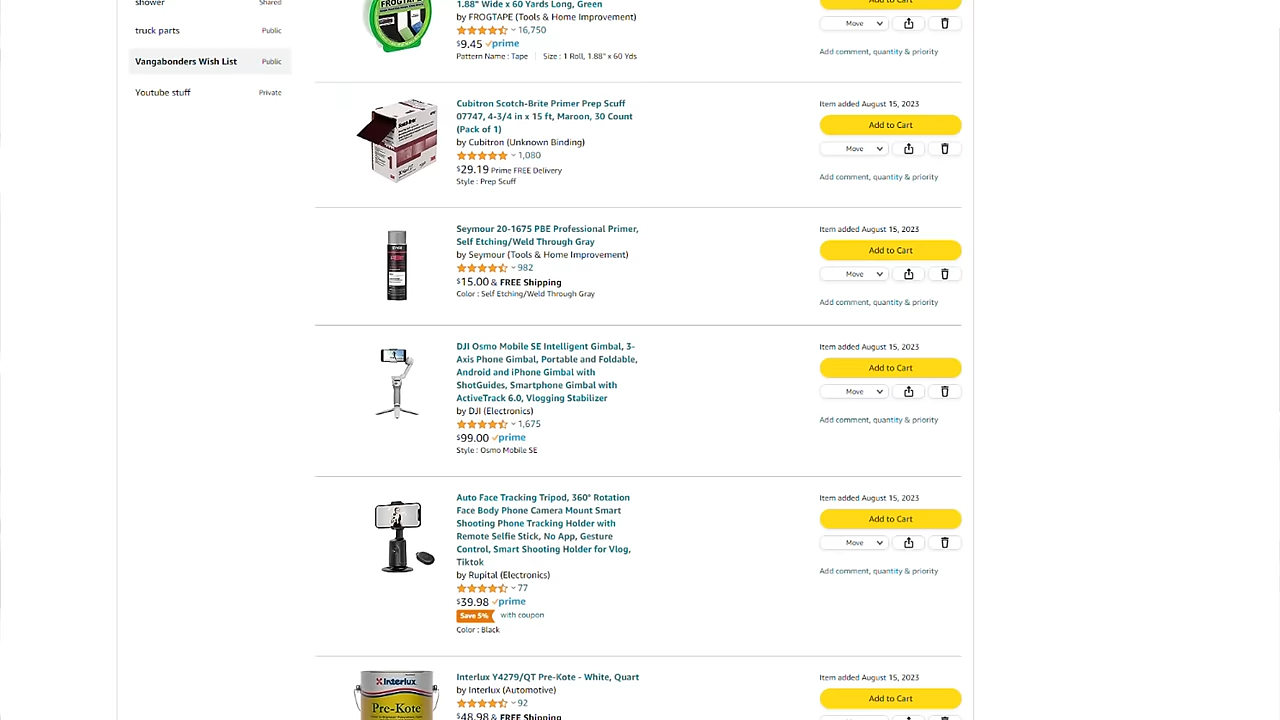 shower Shared
truck parts Public
Vangabonders Wish List Public
Youtube stuff Private
FROGTAPE
1.88" Wide x 60 Yards Long, Green
by FROGTAPE (Tools & Home Improvement)
16,750
$9.45 prime
Pattern Name : Tape | Size : 1 Roll, 1.88" x 60 Yds
Add to Cart
Move
Add comment, quantity & priority
Cubitron Scotch-Brite Primer Prep Scuff
07747, 4-3/4 in x 15 ft, Maroon, 30 Count
(Pack of 1)
by Cubitron (Unknown Binding)
1,080
$29.19 Prime FREE Delivery
Style : Prep Scuff
Item added August 15, 2023
Add to Cart
Move
Add comment, quantity & priority
Seymour 20-1675 PBE Professional Primer,
Self Etching/Weld Through Gray
by Seymour (Tools & Home Improvement)
982
$15.00 & FREE Shipping
Color : Self Etching/Weld Through Gray
Item added August 15, 2023
Add to Cart
Move
Add comment, quantity & priority
DJI Osmo Mobile SE Intelligent Gimbal, 3-
Axis Phone Gimbal, Portable and Foldable,
Android and iPhone Gimbal with
ShotGuides, Smartphone Gimbal with
ActiveTrack 6.0, Vlogging Stabilizer
by DJI (Electronics)
1,675
$99.00 prime
Style : Osmo Mobile SE
Item added August 15, 2023
Add to Cart
Move
Add comment, quantity & priority
Auto Face Tracking Tripod, 360° Rotation
Face Body Phone Camera Mount Smart
Shooting Phone Tracking Holder with
Remote Selfie Stick, No App, Gesture
Control, Smart Shooting Holder for Vlog,
Tiktok
by Rupital (Electronics)
77
$39.98 prime
Save 5% with coupon
Color : Black
Item added August 15, 2023
Add to Cart
Move
Add comment, quantity & priority
Interlux
Pre-Kote
Interlux Y4279/QT Pre-Kote - White, Quart
by Interlux (Automotive)
92
$48.98 & FREE Shipping
Item added August 15, 2023
Add to Cart